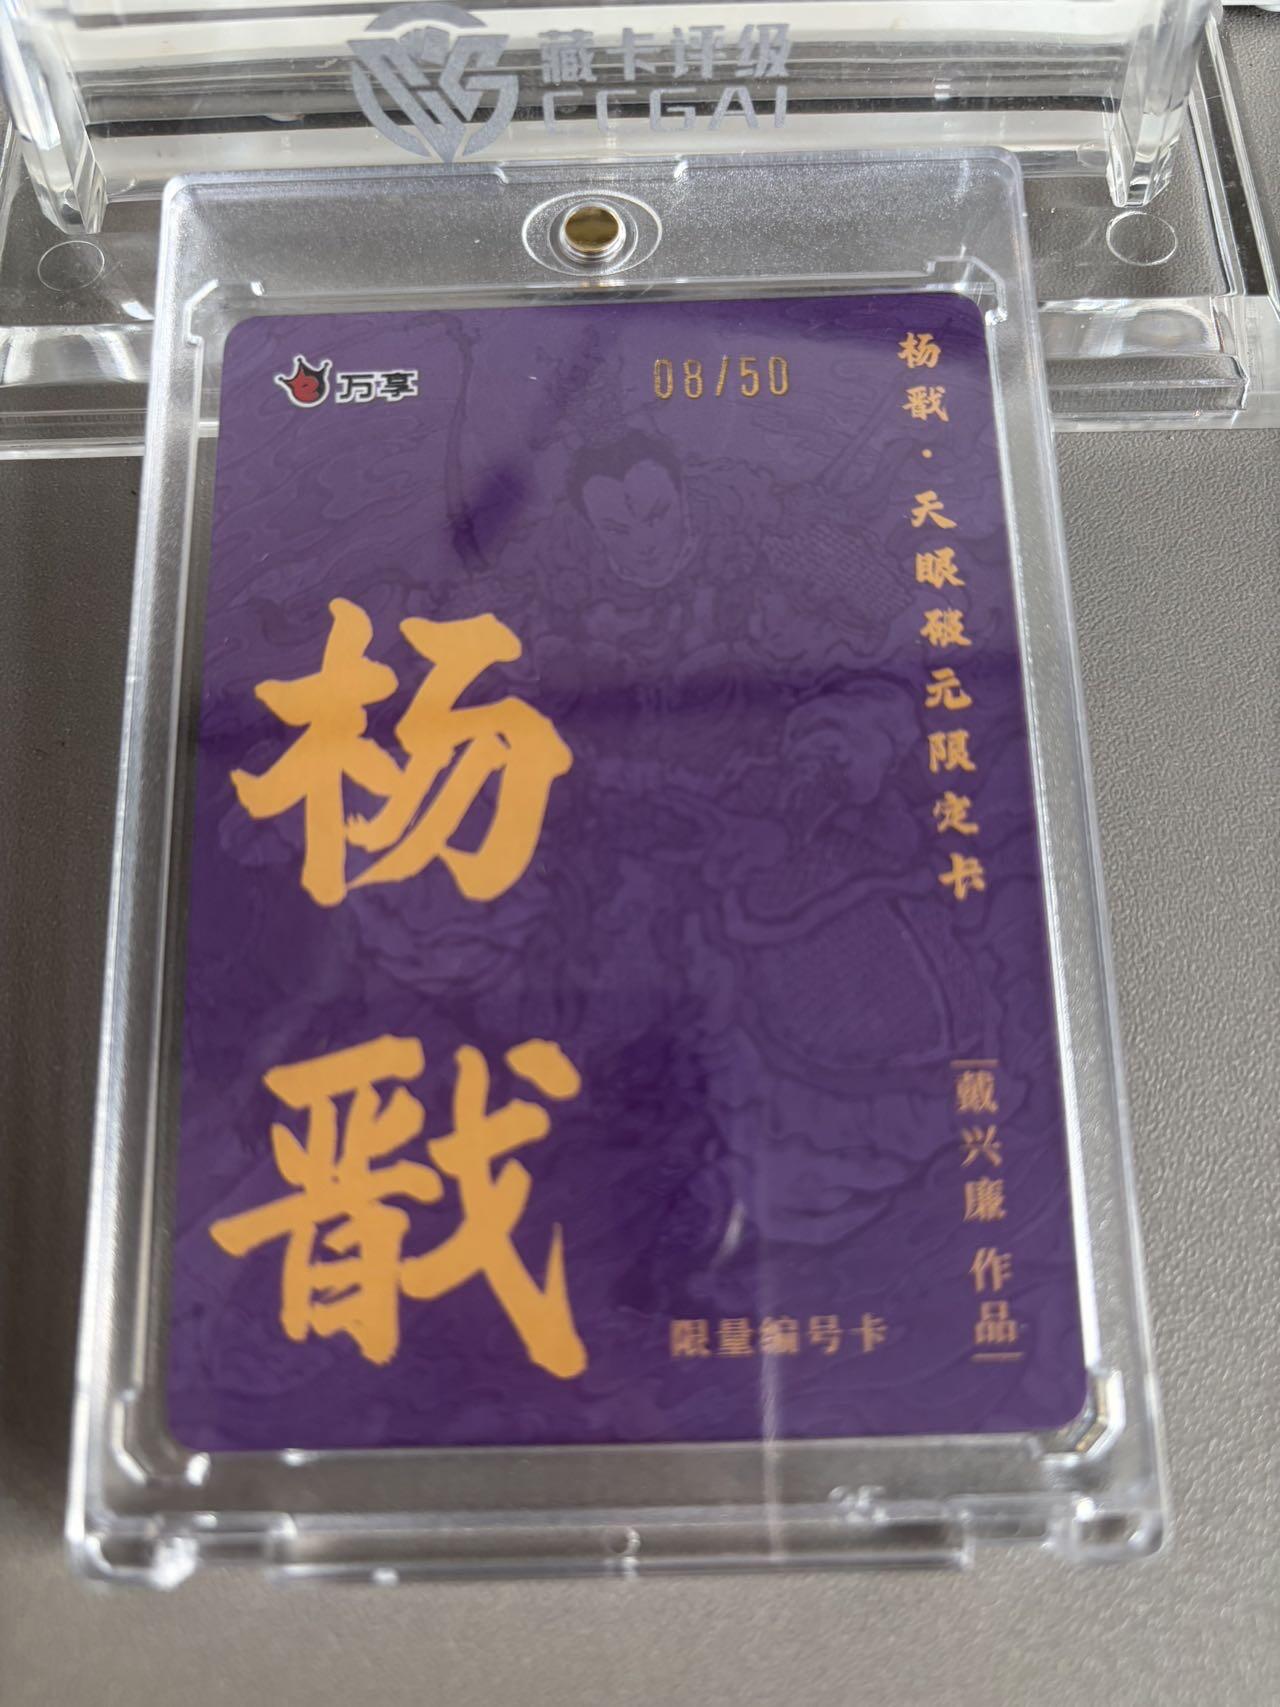 藏卡评级
CCGAI
万享
08/50
杨戬·天眼破元限定卡
杨戬
戴兴廉 作品
限量编号卡